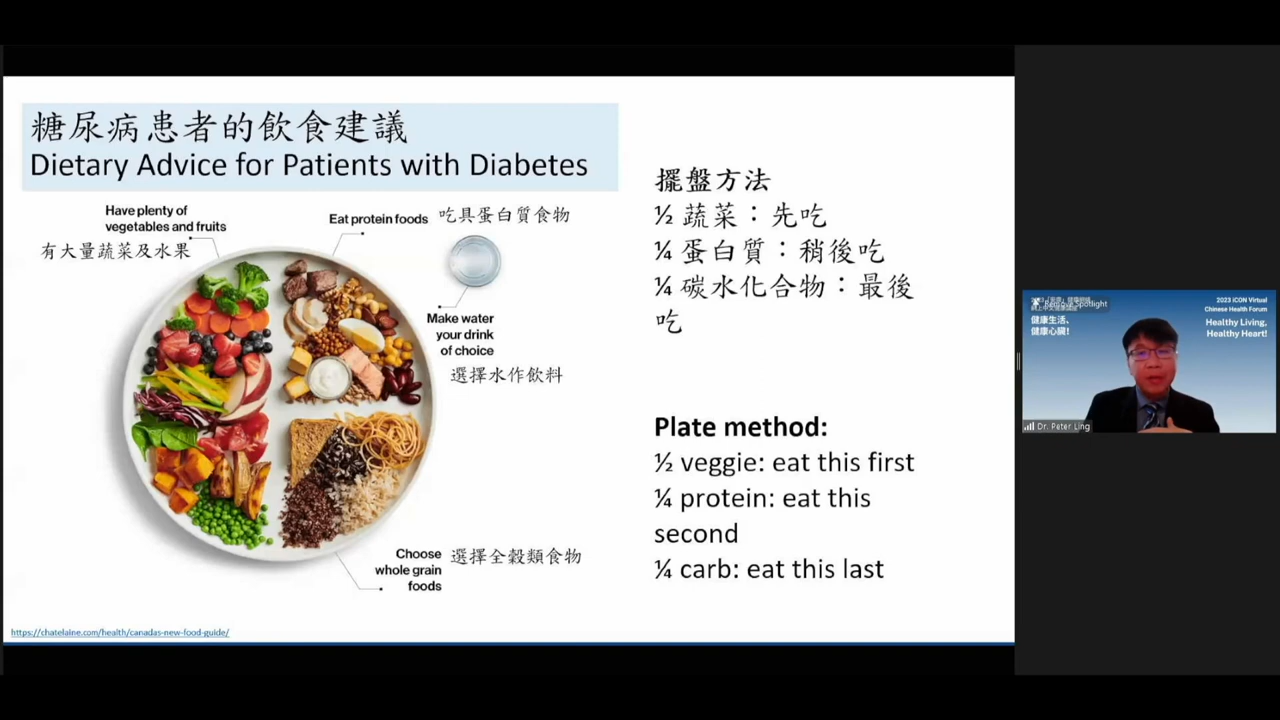 糖尿病患者的飲食建議
Dietary Advice for Patients with Diabetes
Have plenty of
vegetables and fruits
有大量蔬菜及水果
Eat protein foods
吃具蛋白質食物
Make water
your drink
of choice
選擇水作飲料
Choose
whole grain
foods
選擇全穀類食物
https://chatelaine.com/health/canadas-new-food-guide/
擺盤方法
½ 蔬菜：先吃
¼ 蛋白質：稍後吃
¼ 碳水化合物：最後
吃
Plate method:
½ veggie: eat this first
¼ protein: eat this
second
¼ carb: eat this last
健康生活、
健康心臟!
2023 iCON Virtual
Chinese Health Forum
Healthy Living,
Healthy Heart!
Dr. Peter Ling